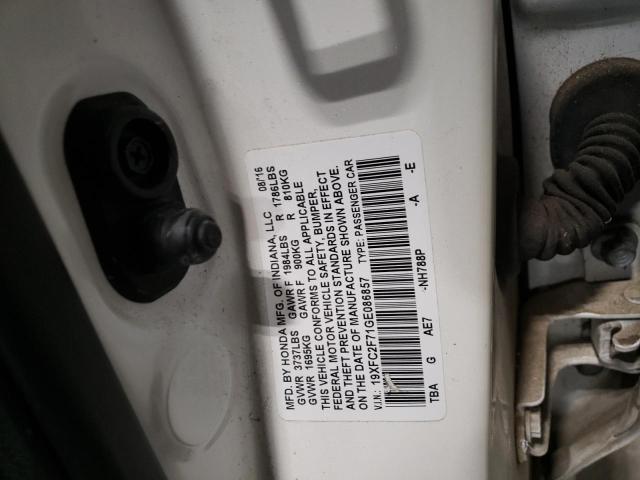 MFD. BY HONDA MFG. OF INDIANA, LLC 08/16
GVWR 3737LBS GAWR F 1984LBS R 1786LBS
GVWR 1695KG GAWR F 900KG R 810KG
THIS VEHICLE CONFORMS TO ALL APPLICABLE
FEDERAL MOTOR VEHICLE SAFETY, BUMPER,
AND THEFT PREVENTION STANDARDS IN EFFECT
ON THE DATE OF MANUFACTURE SHOWN ABOVE.
V.I.N.: 19XFC2F71GE086857 TYPE: PASSENGER CAR
TBA G AE7 -NH788P -A -E